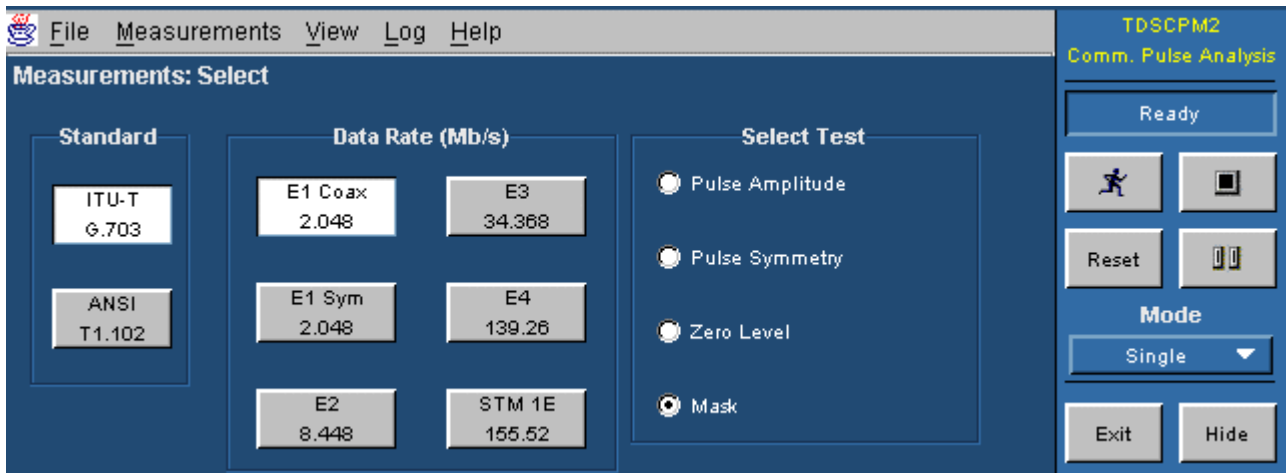 File Measurements View Log Help
Measurements: Select
Standard
ITU-T
G.703
ANSI
T1.102
Data Rate (Mb/s)
E1 Coax
2.048
E3
34.368
E1 Sym
2.048
E4
139.26
E2
8.448
STM 1E
155.52
Select Test
Pulse Amplitude
Pulse Symmetry
Zero Level
Mask
TDSCPM2
Comm. Pulse Analysis
Ready
Reset
Mode
Single
Exit
Hide